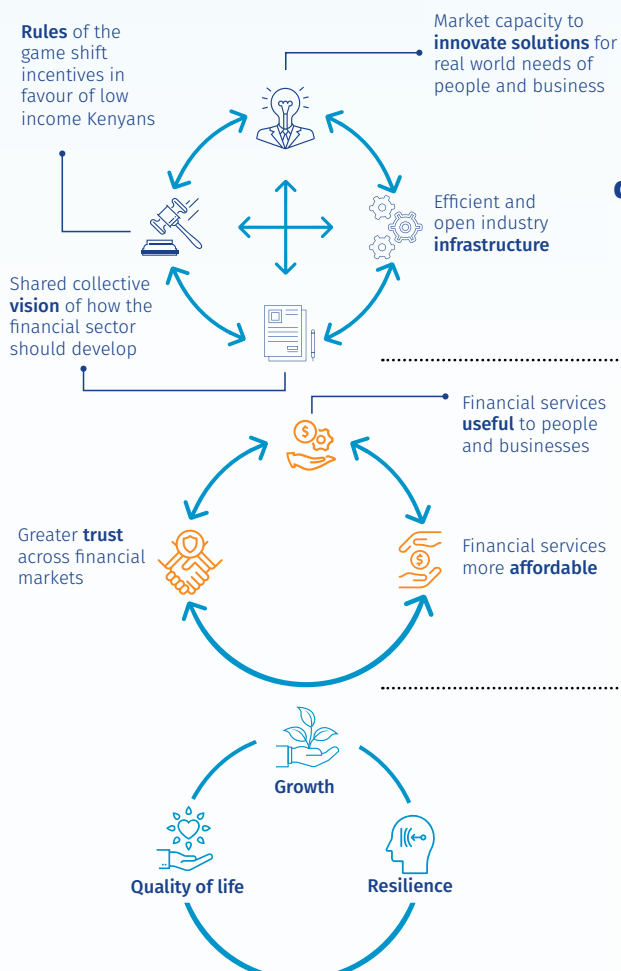 Rules of the
game shift
incentives in
favour of low
income Kenyans
Market capacity to
innovate solutions for
real world needs of
people and business
Efficient and
open industry
infrastructure
Shared collective
vision of how the
financial sector
should develop
Financial services
useful to people
and businesses
Greater trust
across financial
markets
Financial services
more affordable
Growth
Quality of life
Resilience